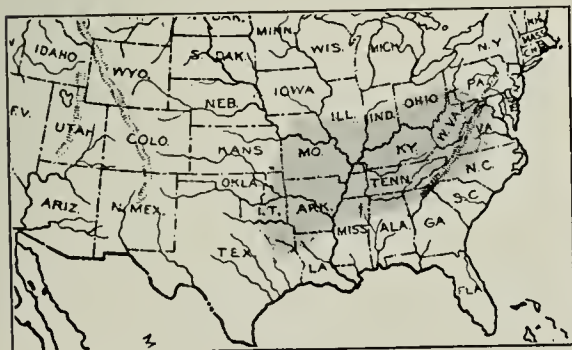 DAK.
MINN.
WIS.
MICH.
N.Y.
N.H.
MASS
IDAHO
WYO.
S. DAK.
NEB.
IOWA
ILL.
IND.
OHIO
PA.
UTAH
COLO.
KANS
MO.
KY.
W.VA.
VA.
OKLA.
TENN.
N.C.
ARIZ.
N. MEX.
I.T.
ARK.
S.C.
MISS
ALA.
GA
TEX.
LA
FLA.